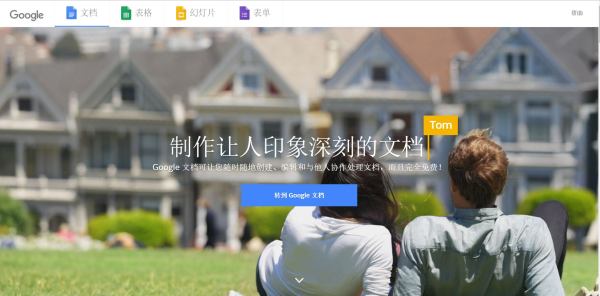 Google 文档 表格 幻灯片 表单
Tom
制作让人印象深刻的文档
Google 文档可让您随时随地创建、编辑和与他人协作处理文档，而且完全免费！
转到 Google 文档